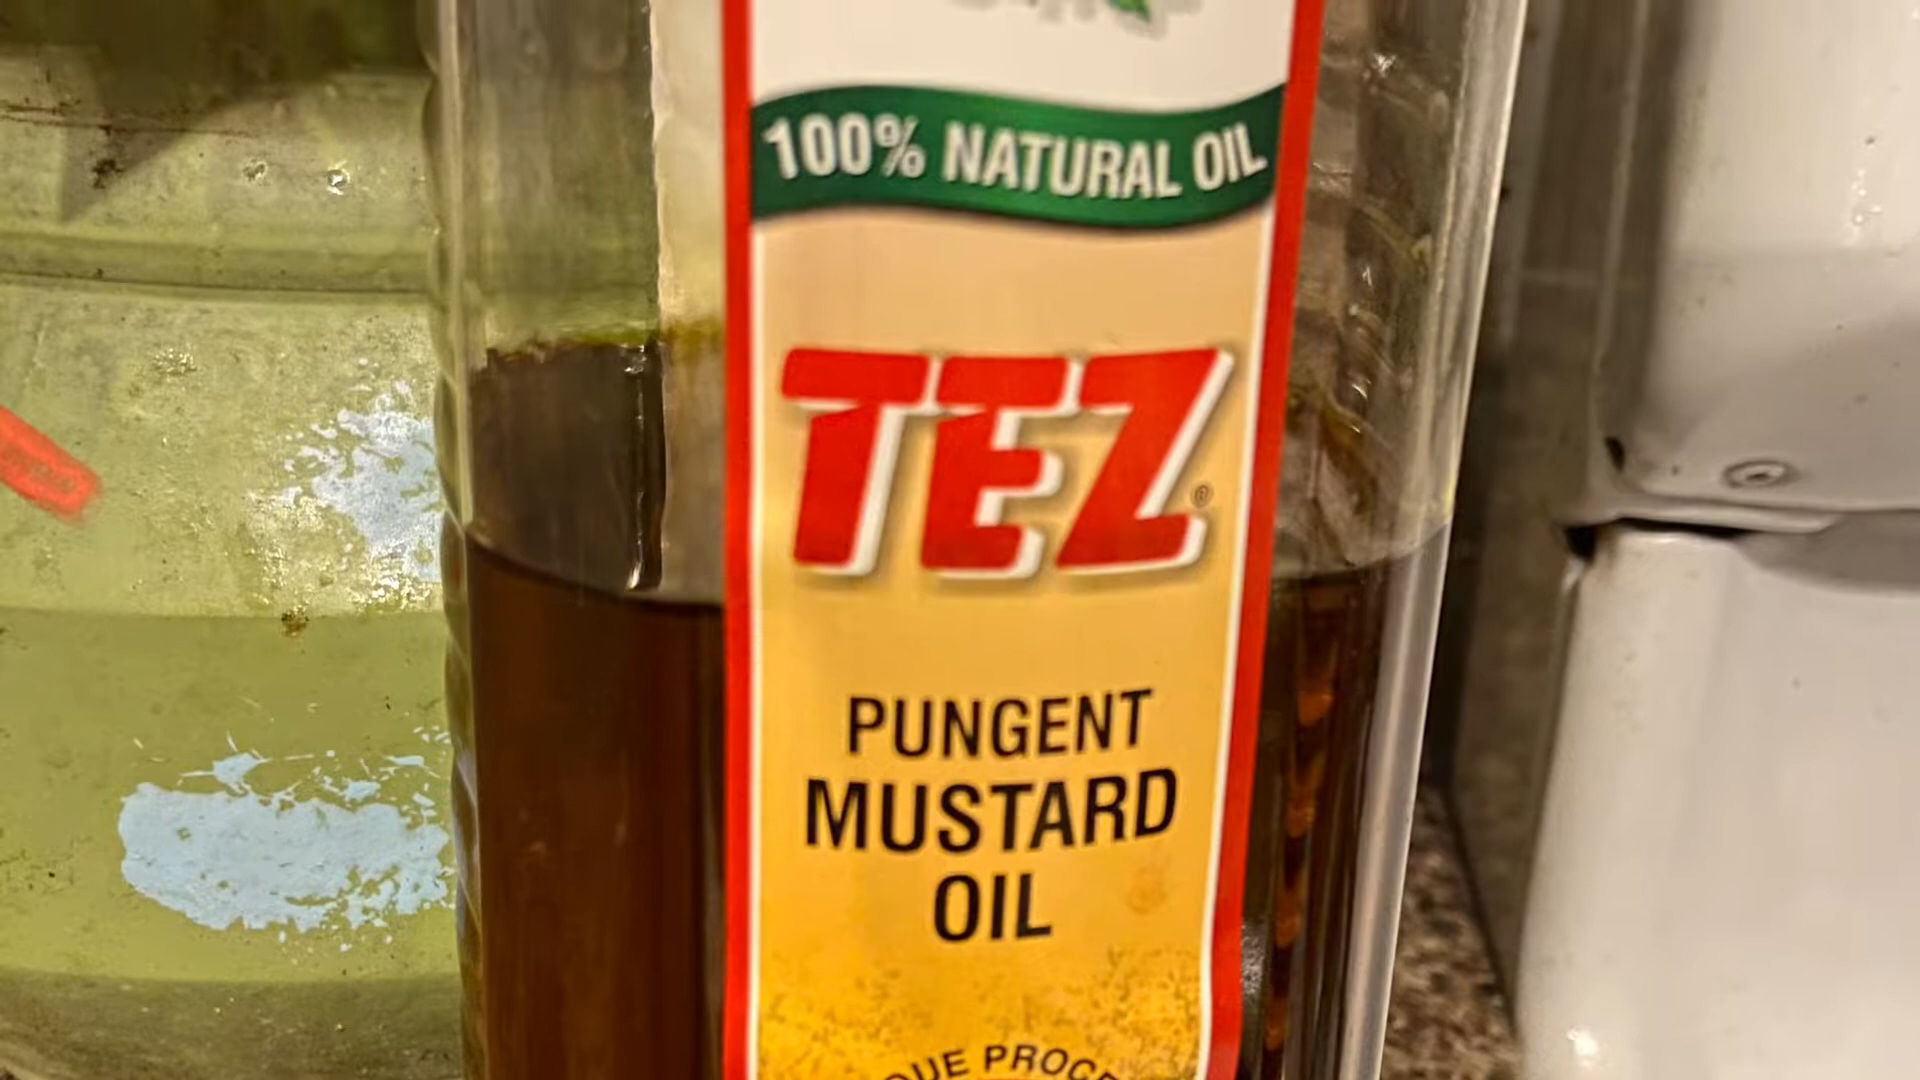 100% NATURAL OIL
TEZ®
PUNGENT
MUSTARD
OIL